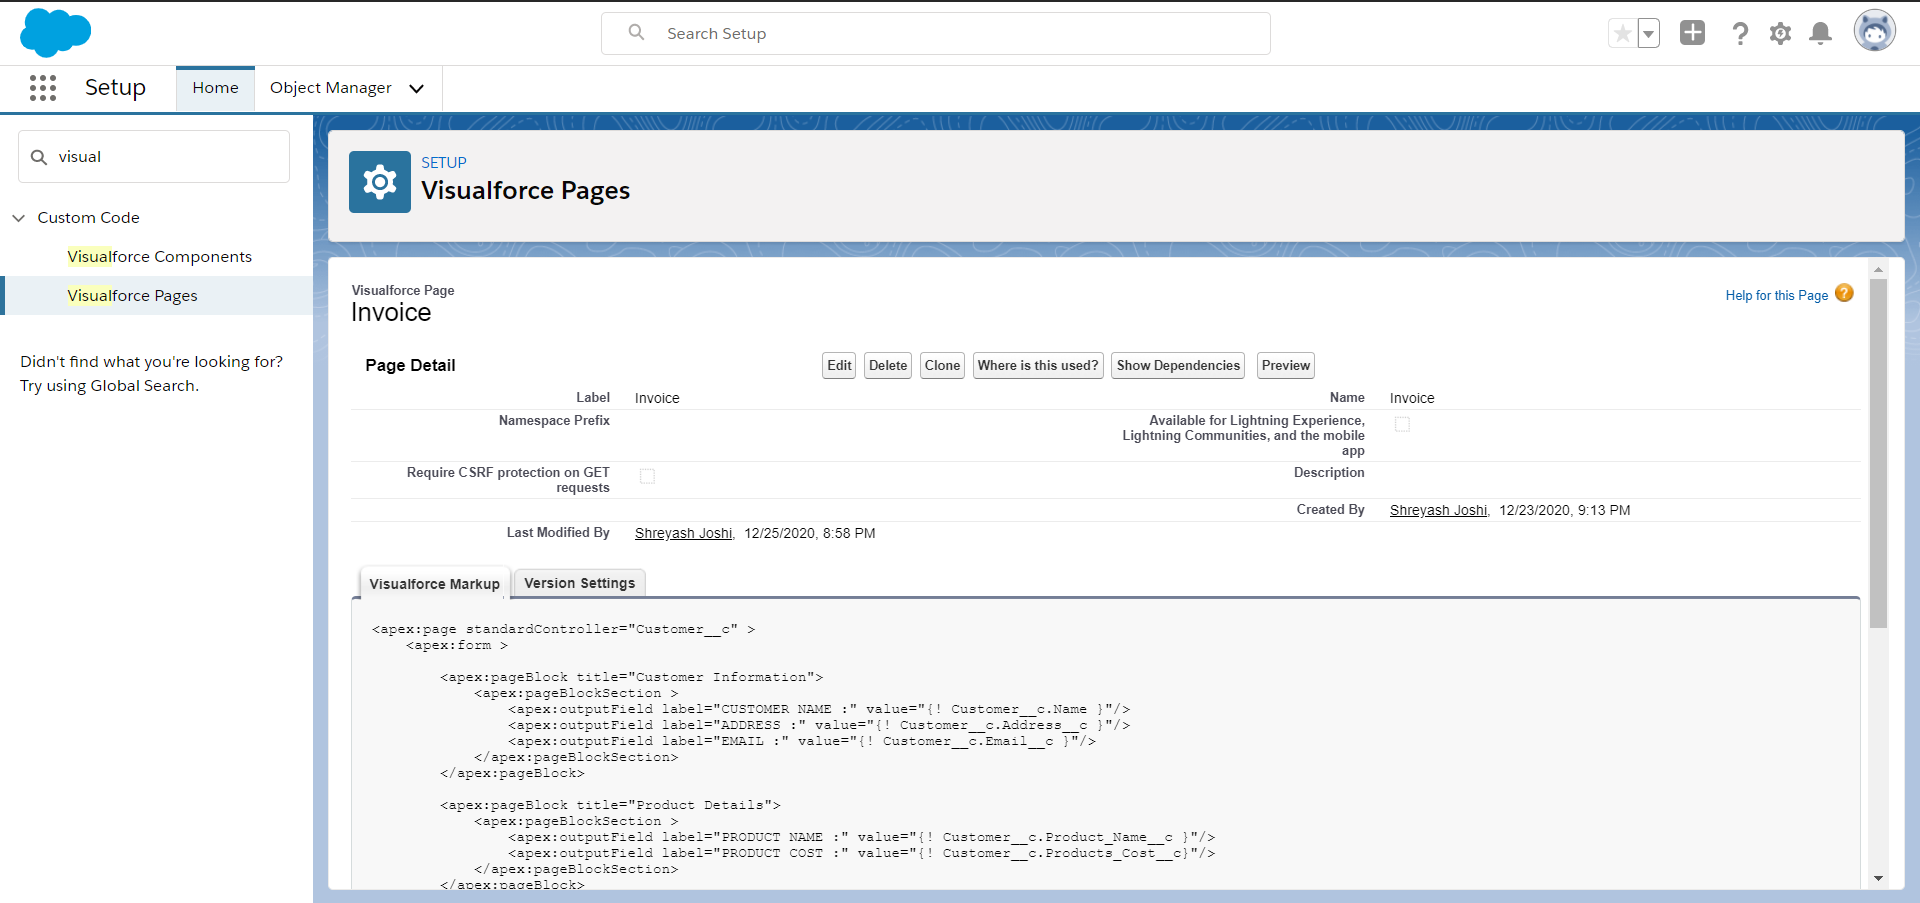 Search Setup
Setup
Home
Object Manager
visual
Custom Code
Visualforce Components
Visualforce Pages
Didn't find what you're looking for?
Try using Global Search.
SETUP
Visualforce Pages
Visualforce Page
Invoice
Help for this Page ?
Page Detail
Edit Delete Clone Where is this used? Show Dependencies Preview
Label Invoice Name Invoice
Namespace Prefix
Available for Lightning Experience,
Lightning Communities, and the mobile
app
Require CSRF protection on GET
requests
Description
Created By Shreyash Joshi, 12/23/2020, 9:13 PM
Last Modified By Shreyash Joshi, 12/25/2020, 8:58 PM
Visualforce Markup Version Settings
<apex:page standardController="Customer__c" >
    <apex:form >
        <apex:pageBlock title="Customer Information">
            <apex:pageBlockSection >
                <apex:outputField label="CUSTOMER NAME :" value="{! Customer__c.Name }"/>
                <apex:outputField label="ADDRESS :" value="{! Customer__c.Address__c }"/>
                <apex:outputField label="EMAIL :" value="{! Customer__c.Email__c }"/>
            </apex:pageBlockSection>
        </apex:pageBlock>
        <apex:pageBlock title="Product Details">
            <apex:pageBlockSection >
                <apex:outputField label="PRODUCT NAME :" value="{! Customer__c.Product_Name__c }"/>
                <apex:outputField label="PRODUCT COST :" value="{! Customer__c.Products_Cost__c}"/>
            </apex:pageBlockSection>
        </apex:pageBlock>